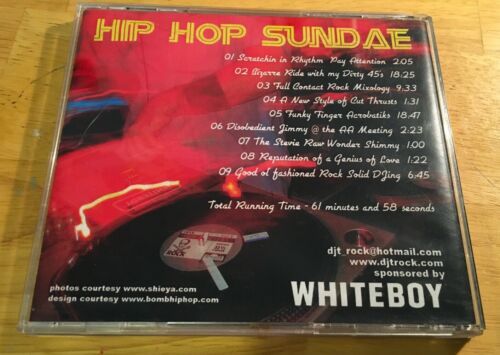 HIP HOP SUNDAE
01 Scratchin in Rhythm Pay Attention 2:05
02 Bizarre Ride with my Dirty 45's 18:25
03 Full Contact Rock Mixology 9:33
04 A New Style of Cut Thrusts 1:31
05 Funky Finger Acrobatiks 18:47
06 Disobedient Jimmy @ the AA Meeting 2:23
07 The Stevie Raw Wonder Shimmy 1:00
08 Reputation of a Genius of Love 1:22
09 Good ol fashioned Rock Solid DJing 6:45
Total Running Time - 61 minutes and 58 seconds
ROCK
djt_rock@hotmail.com
www.djtrock.com
sponsored by
WHITEBOY
photos courtesy www.shieya.com
design courtesy www.bombhiphop.com